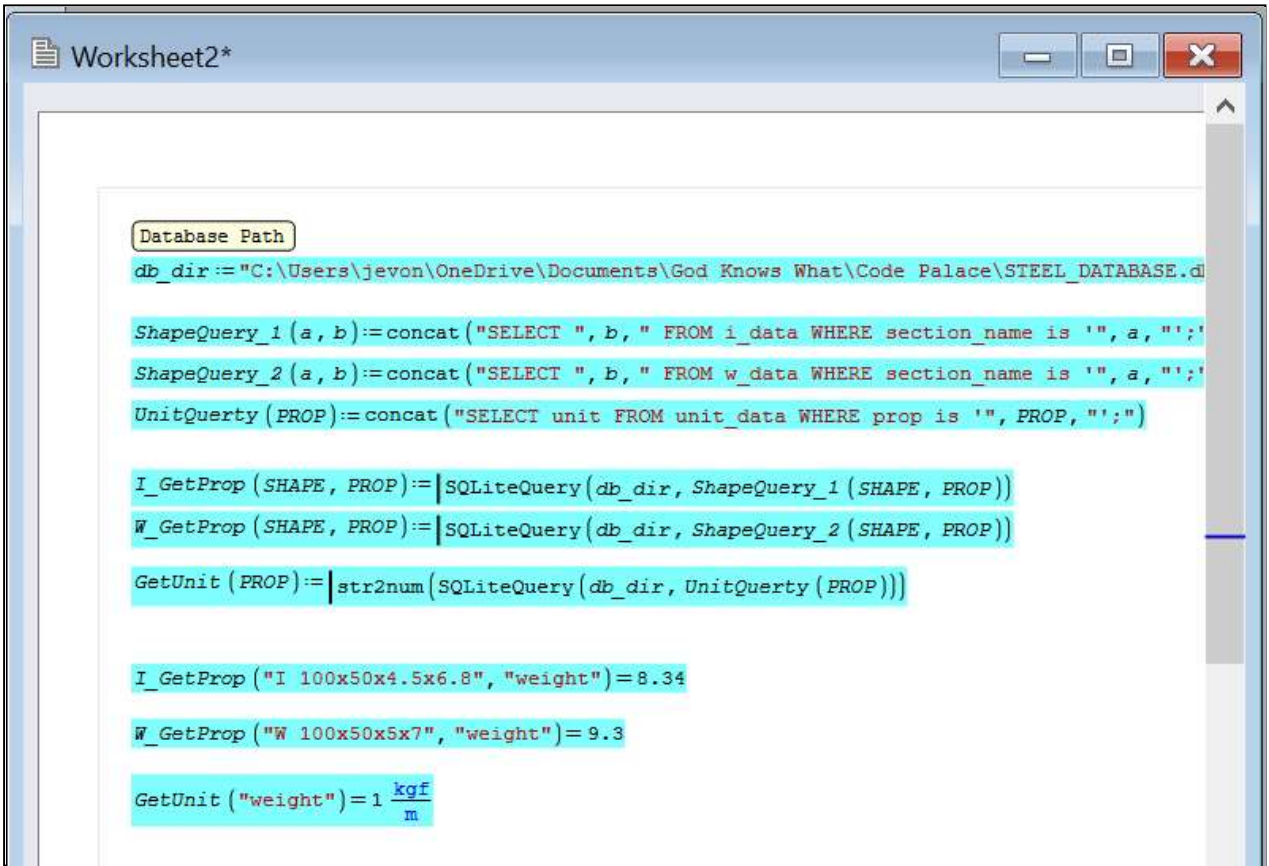 Worksheet2*
Database Path
db_dir:="C:\Users\jevon\OneDrive\Documents\God Knows What\Code Palace\STEEL_DATABASE.d
ShapeQuery_1(a, b):=concat("SELECT ", b, " FROM i_data WHERE section_name is '", a, "';"
ShapeQuery_2(a, b):=concat("SELECT ", b, " FROM w_data WHERE section_name is '", a, "';"
UnitQuerty(PROP):=concat("SELECT unit FROM unit_data WHERE prop is '", PROP, "';")
I_GetProp(SHAPE, PROP):=|SQLiteQuery(db_dir, ShapeQuery_1(SHAPE, PROP))
W_GetProp(SHAPE, PROP):=|SQLiteQuery(db_dir, ShapeQuery_2(SHAPE, PROP))
GetUnit(PROP):=|str2num(SQLiteQuery(db_dir, UnitQuerty(PROP)))
I_GetProp("I 100x50x4.5x6.8", "weight")=8.34
W_GetProp("W 100x50x5x7", "weight")=9.3
GetUnit("weight")=1 kgf/m